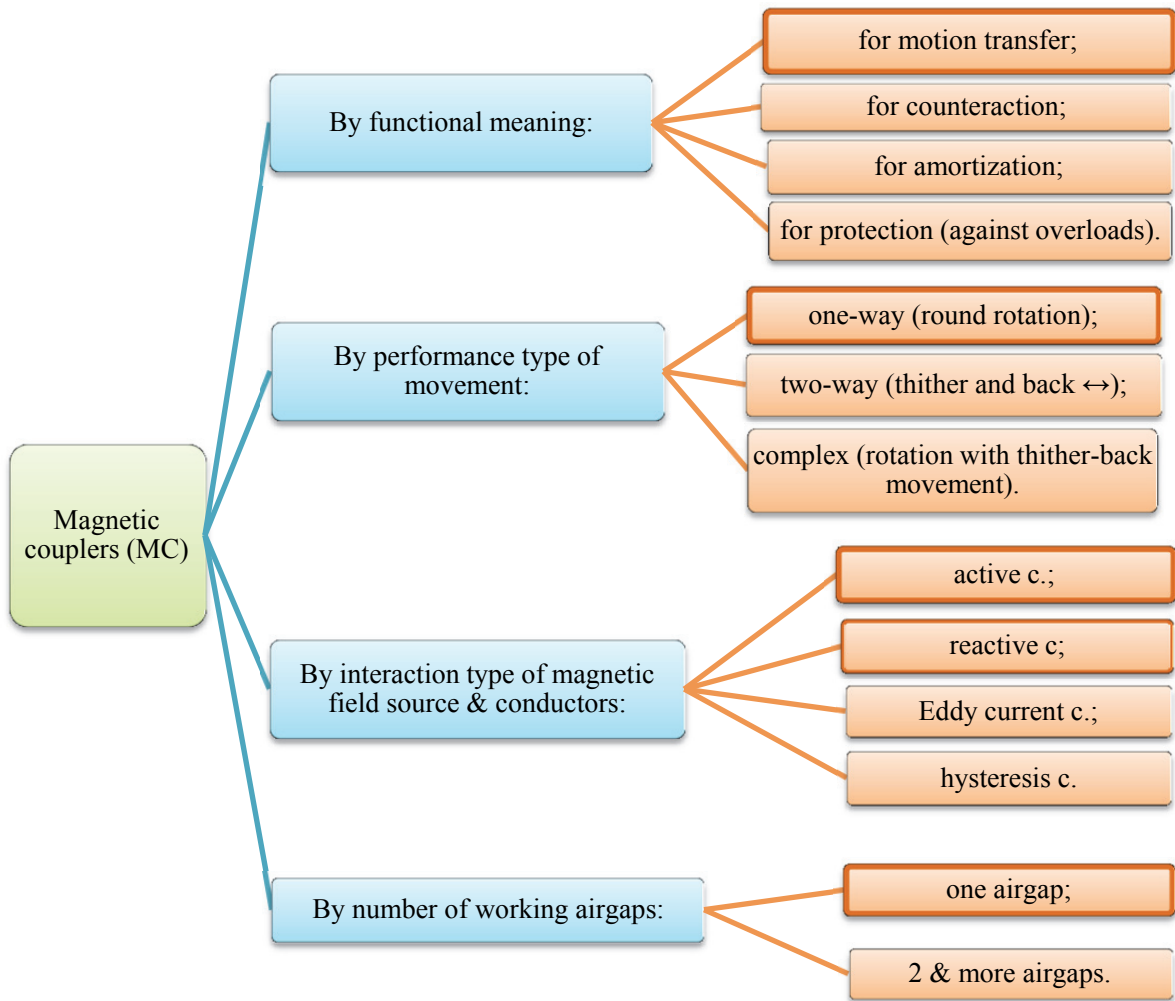 Magnetic
couplers (MC)
By functional meaning:
for motion transfer;
for counteraction;
for amortization;
for protection (against overloads).
By performance type of
movement:
one-way (round rotation);
two-way (thither and back ↔);
complex (rotation with thither-back
movement).
By interaction type of magnetic
field source & conductors:
active c.;
reactive c;
Eddy current c.;
hysteresis c.
By number of working airgaps:
one airgap;
2 & more airgaps.